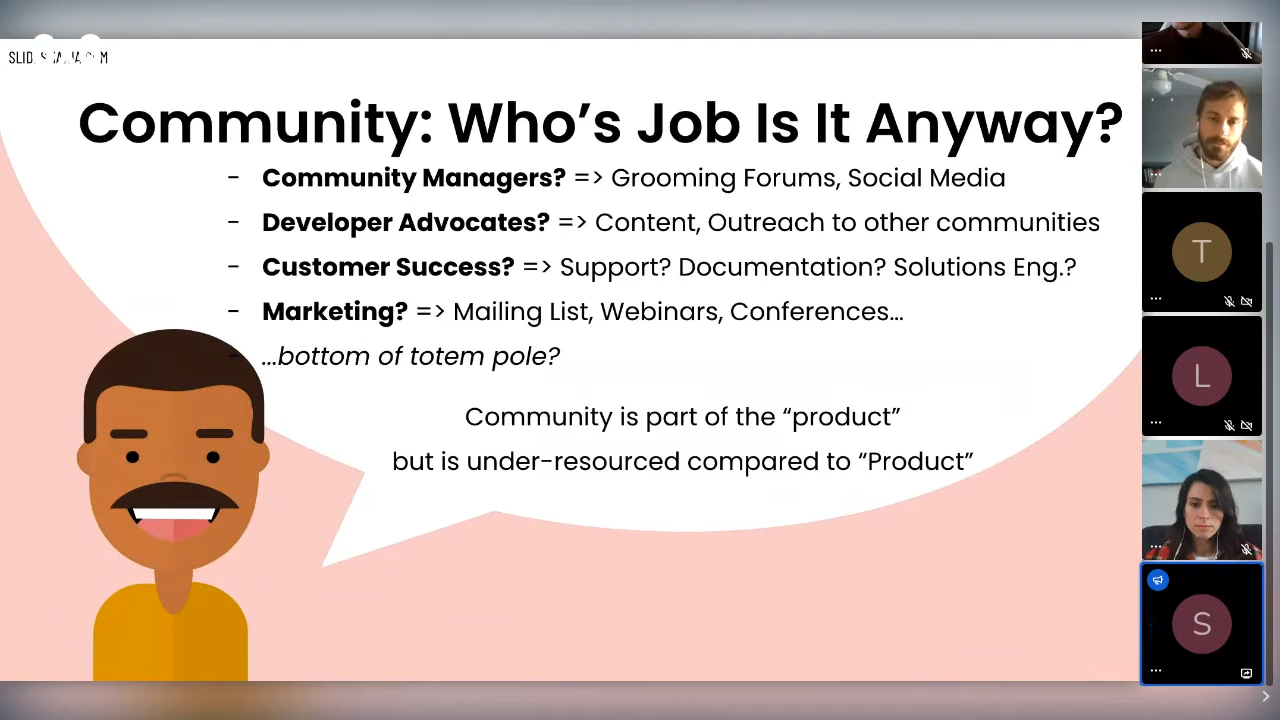 Community: Who's Job Is It Anyway?
- Community Managers? => Grooming Forums, Social Media
- Developer Advocates? => Content, Outreach to other communities
- Customer Success? => Support? Documentation? Solutions Eng.?
- Marketing? => Mailing List, Webinars, Conferences...
- ...bottom of totem pole?
Community is part of the “product”
but is under-resourced compared to “Product”
T
L
S